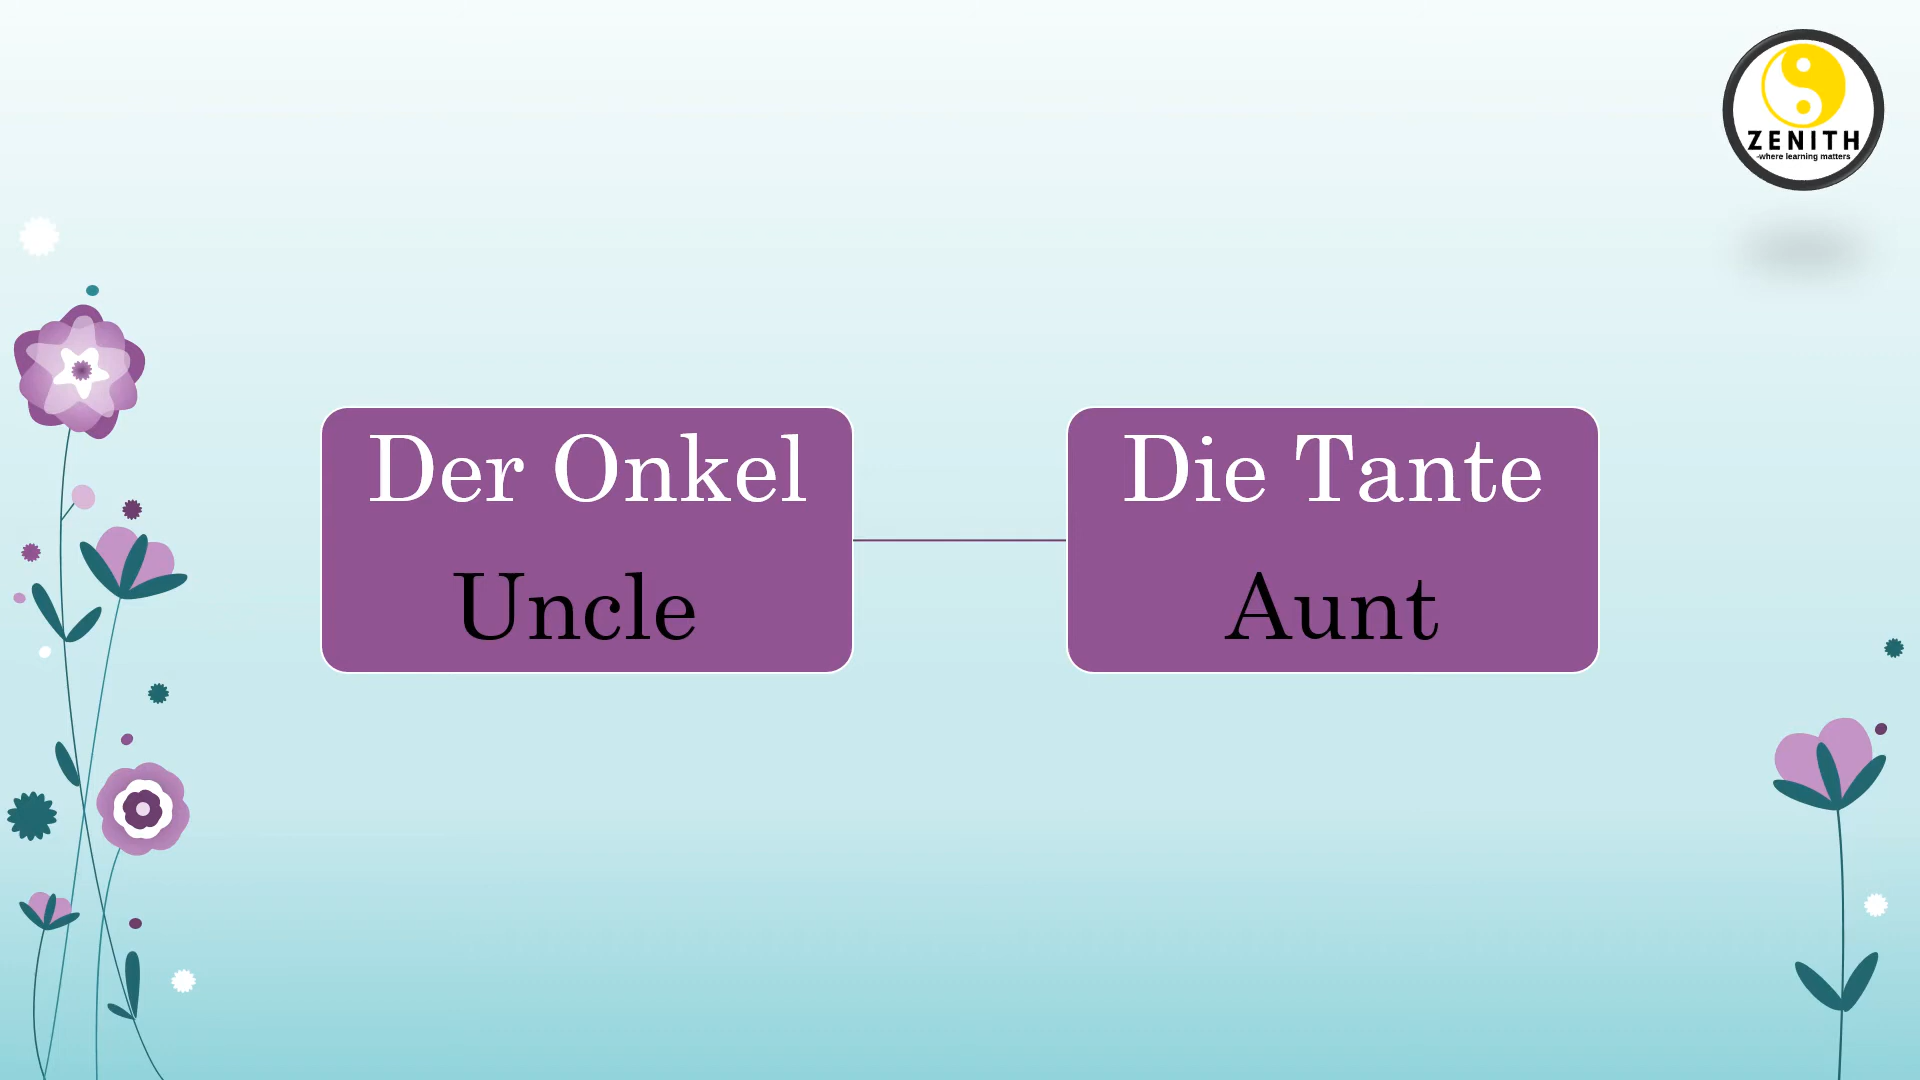 ZENITH
-where learning matters
Der Onkel
Uncle
Die Tante
Aunt